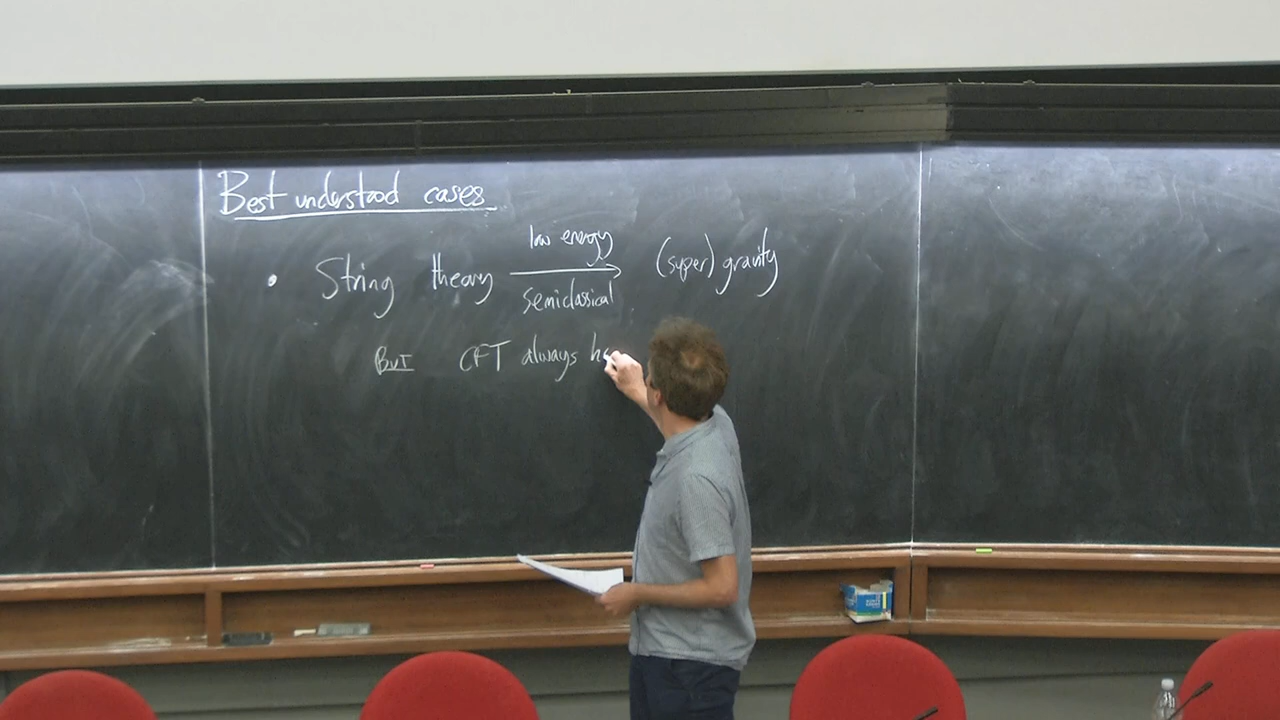 Best understood cases
• String theory low energy → semiclassical (super) gravity
BUT CFT always